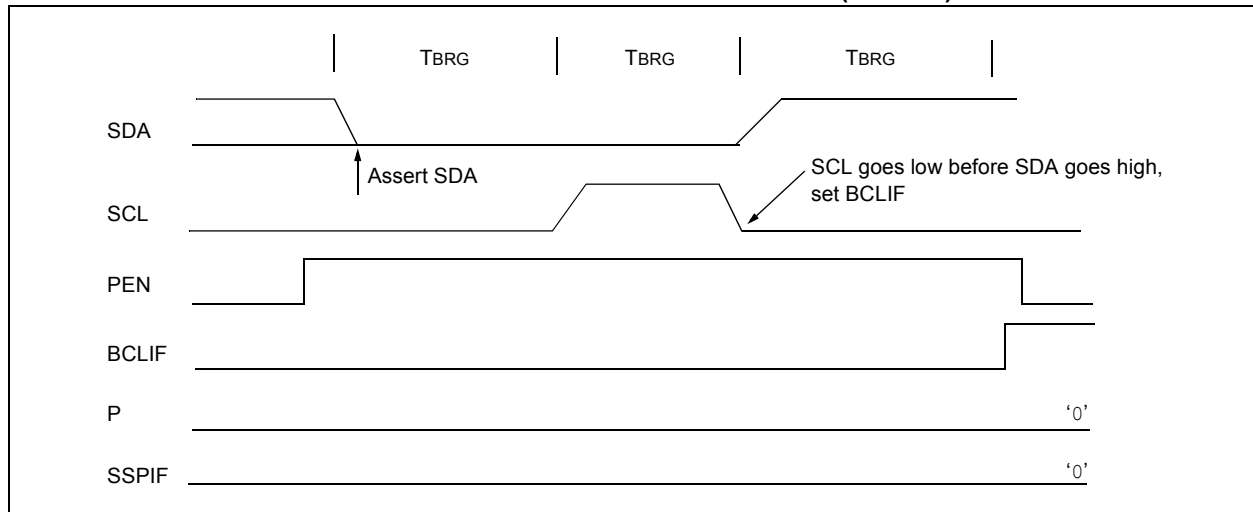 TBRG TBRG TBRG
SDA
Assert SDA
SCL goes low before SDA goes high,
set BCLIF
SCL
PEN
BCLIF
P '0'
SSPIF '0'